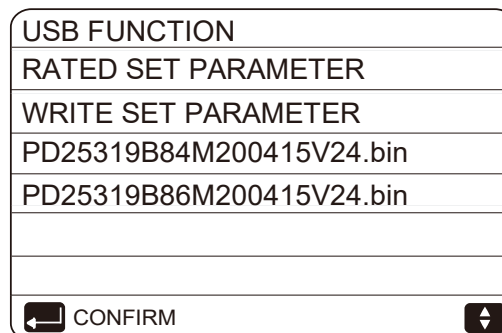 USB FUNCTION
RATED SET PARAMETER
WRITE SET PARAMETER
PD25319B84M200415V24.bin
PD25319B86M200415V24.bin
CONFIRM